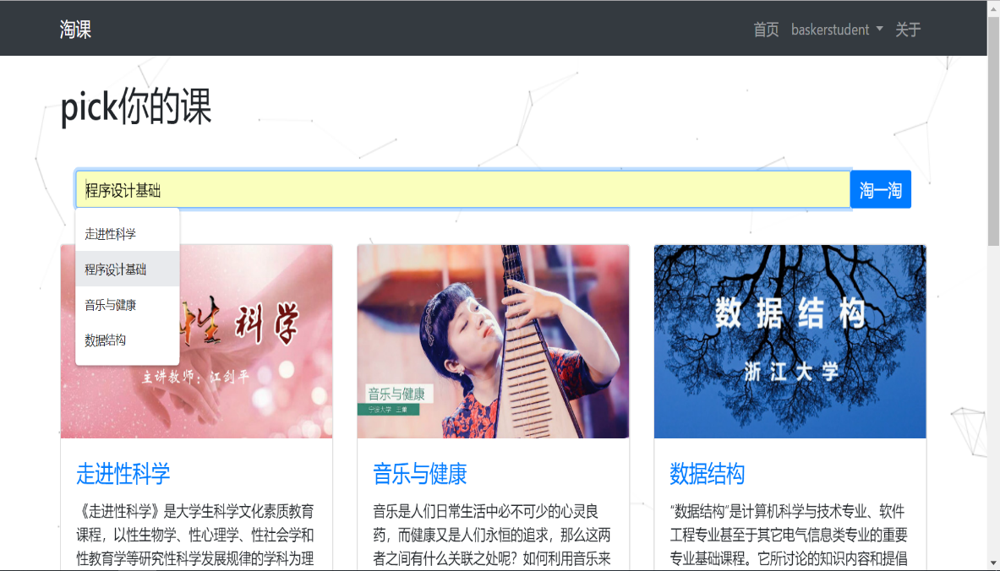 淘课
首页 baskerstudent 关于
pick你的课
程序设计基础
淘一淘
走进性科学
程序设计基础
音乐与健康
数据结构
性科学
主讲教师：江剑平
音乐与健康
宁波大学
数据结构
浙江大学
走进性科学
《走进性科学》是大学生科学文化素质教育
课程，以性生物学、性心理学、性社会学和
性教育学等研究性科学发展规律的学科为理
音乐与健康
音乐是人们日常生活中必不可少的心灵良
药，而健康又是人们永恒的追求，那么这两
者之间有什么关联之处呢？如何利用音乐来
数据结构
“数据结构”是计算机科学与技术专业、软件
工程专业甚至于其它电气信息类专业的重要
专业基础课程。它所讨论的知识内容和提倡